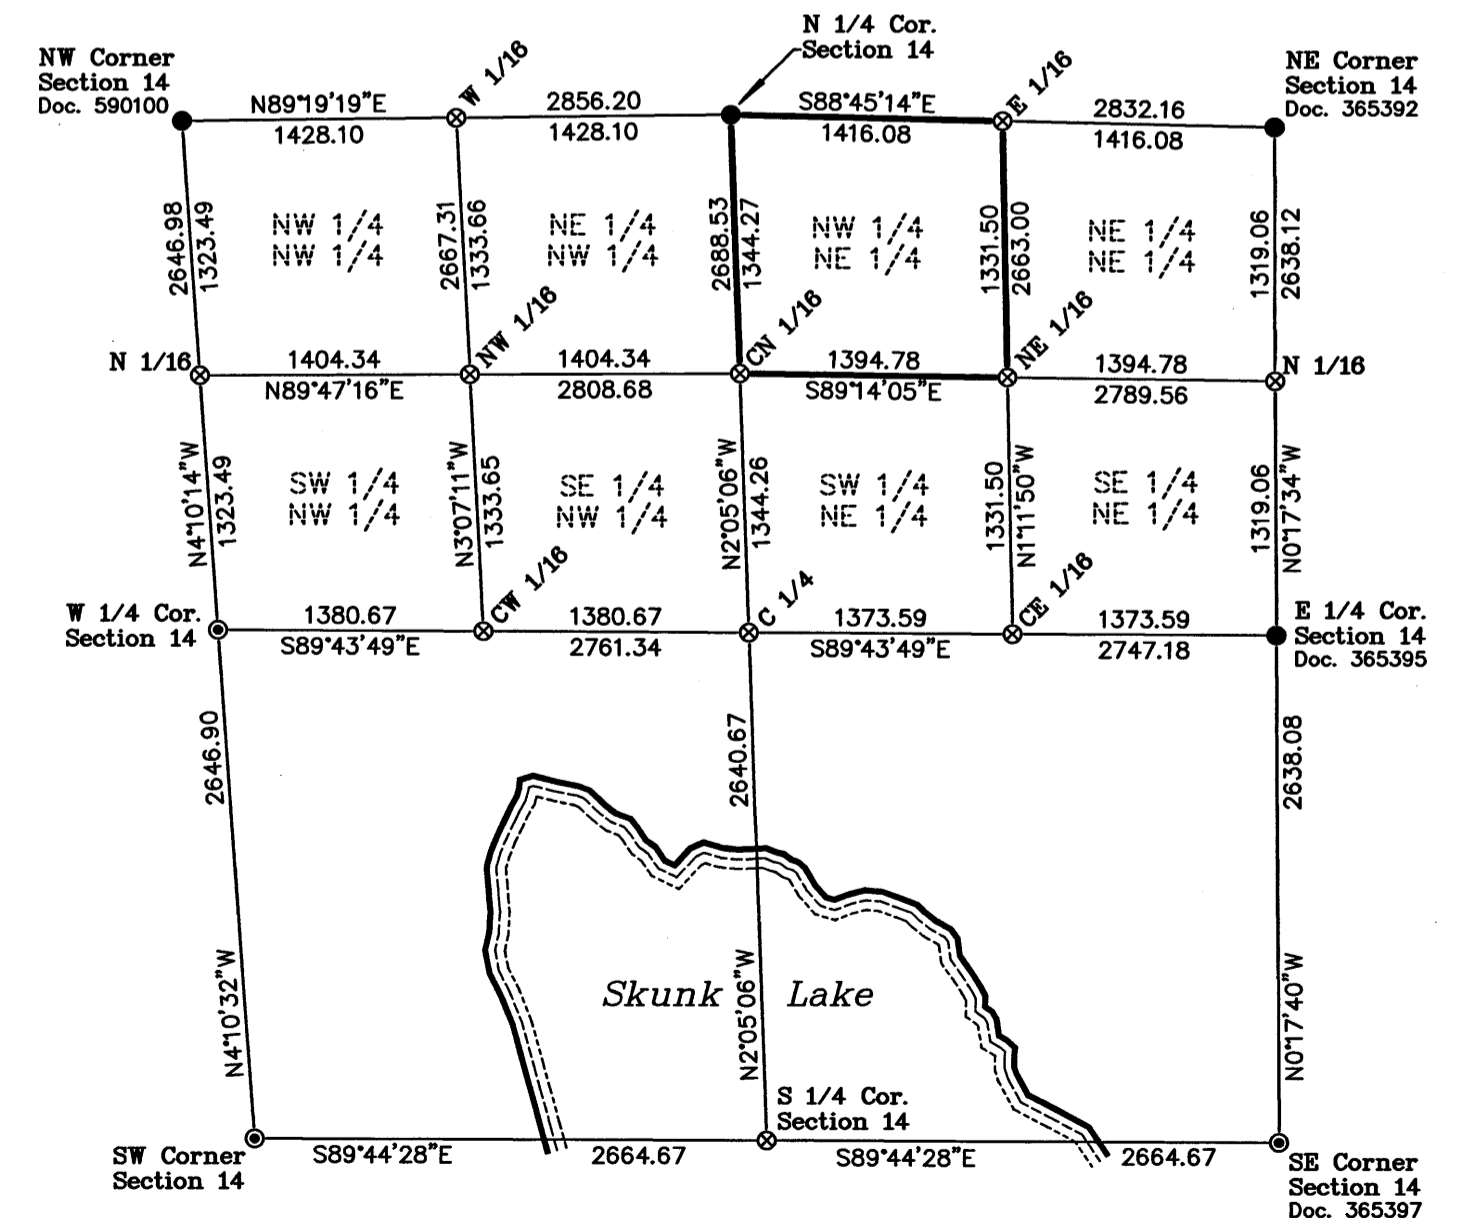 N 1/4 Cor.
Section 14
NW Corner
Section 14
Doc. 590100
W 1/16
E 1/16
NE Corner
Section 14
Doc. 365392
N89°19'19"E
2856.20
S88°45'14"E
2832.16
1428.10
1428.10
1416.08
1416.08
2646.98
1323.49
NW 1/4
NW 1/4
2667.31
1333.66
NE 1/4
NW 1/4
2688.53
1344.27
NW 1/4
NE 1/4
1331.50
2663.00
NE 1/4
NE 1/4
1319.06
2638.12
N 1/16
NW 1/16
CN 1/16
NE 1/16
N 1/16
1404.34
1404.34
1394.78
1394.78
N89°47'16"E
2808.68
S89°14'05"E
2789.56
N4°10'14"W
1323.49
SW 1/4
NW 1/4
N3°07'11"W
1333.65
SE 1/4
NW 1/4
N2°05'06"W
1344.26
SW 1/4
NE 1/4
1331.50
N1°11'50"W
SE 1/4
NE 1/4
1319.06
N0°17'34"W
W 1/4 Cor.
Section 14
CW 1/16
C 1/4
CE 1/16
E 1/4 Cor.
Section 14
Doc. 365395
1380.67
1380.67
1373.59
1373.59
S89°43'49"E
2761.34
S89°43'49"E
2747.18
2646.90
2640.67
2638.08
N4°10'32"W
Skunk Lake
N2°05'06"W
N0°17'40"W
S 1/4 Cor.
Section 14
SW Corner
Section 14
S89°44'28"E
2664.67
S89°44'28"E
2664.67
SE Corner
Section 14
Doc. 365397